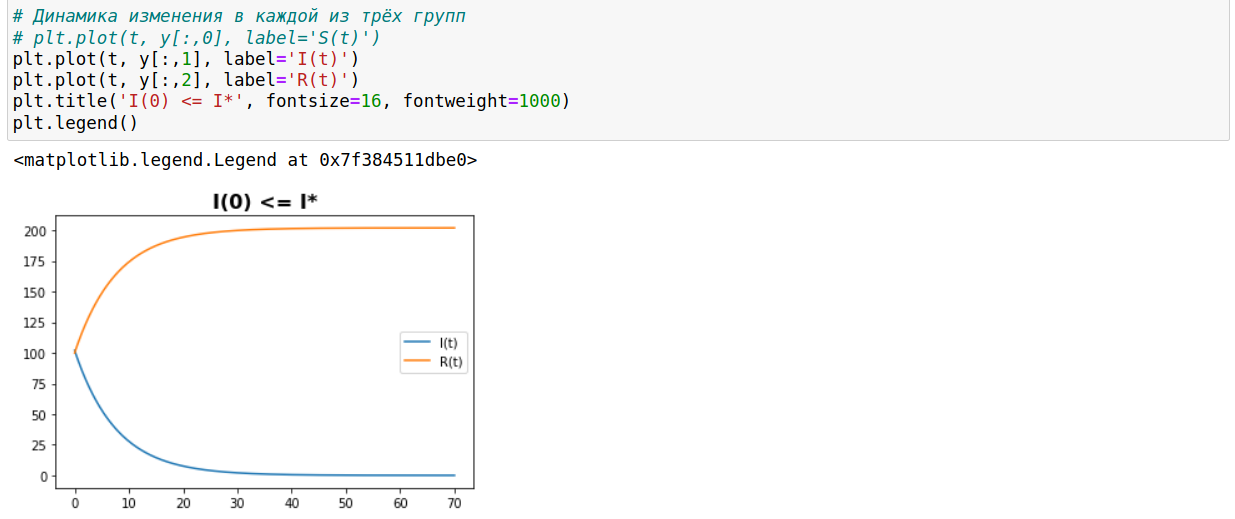 # Динамика изменения в каждой из трёх групп
# plt.plot(t, y[:,0], label='S(t)')
plt.plot(t, y[:,1], label='I(t)')
plt.plot(t, y[:,2], label='R(t)')
plt.title('I(0) <= I*', fontsize=16, fontweight=1000)
plt.legend()
<matplotlib.legend.Legend at 0x7f384511dbe0>
I(0) <= I*
200
175
150
125
100
75
50
25
0
I(t)
R(t)
0 10 20 30 40 50 60 70